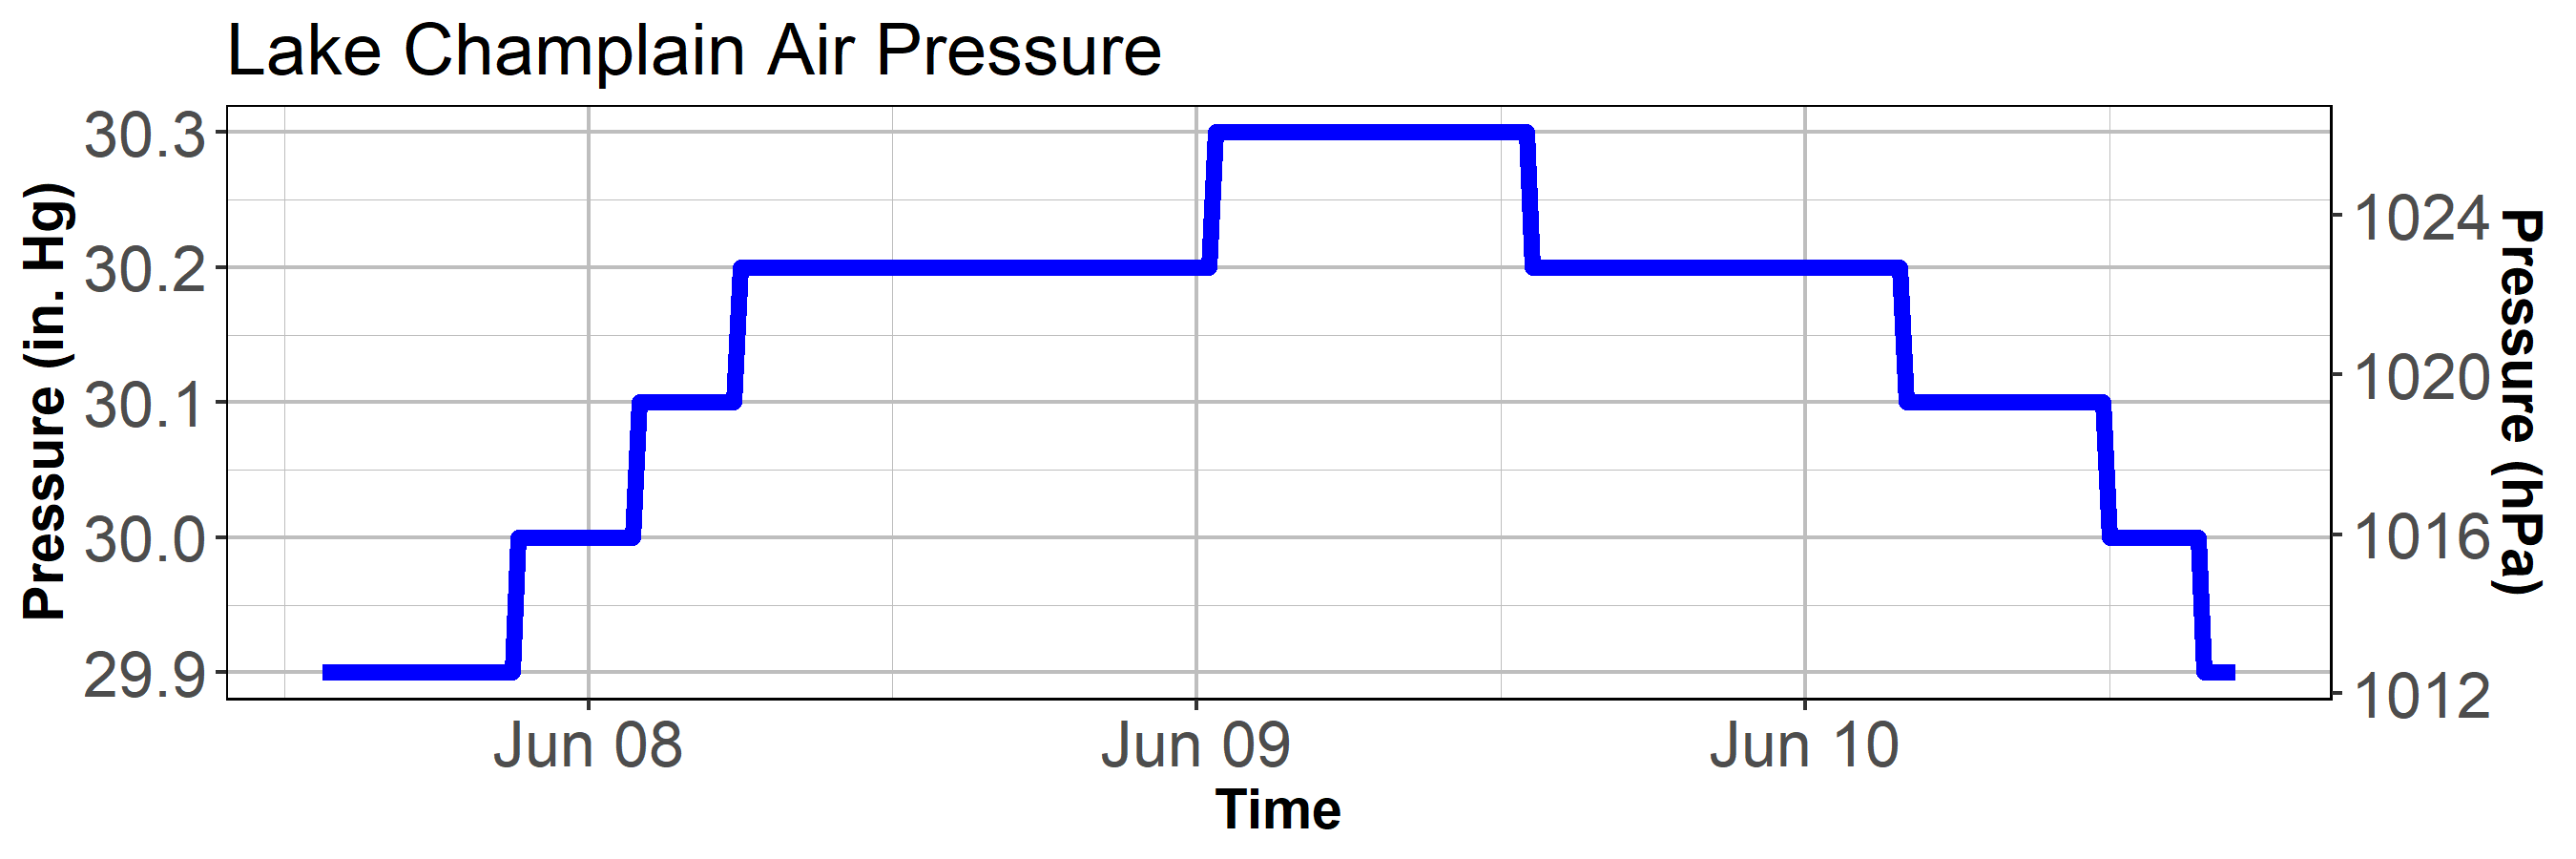 Lake Champlain Air Pressure
30.3
30.2
30.1
30.0
29.9
Pressure (in. Hg)
1024
1020
1016
1012
Pressure (hPa)
Jun 08
Jun 09
Jun 10
Time